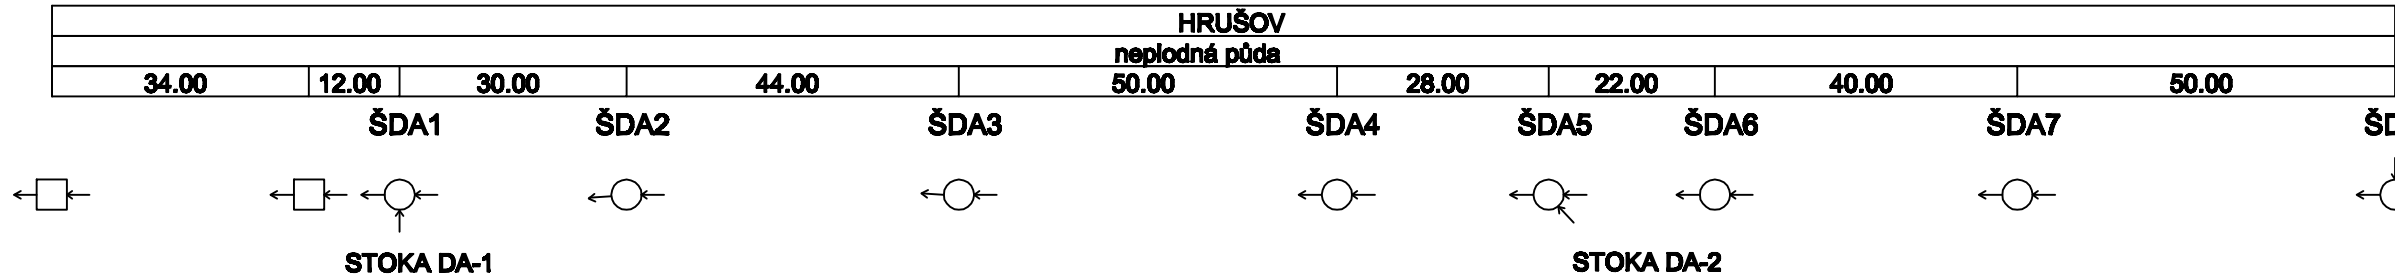 HRUŠOV
neplodná půda
34.00 12.00 30.00 44.00 50.00 28.00 22.00 40.00 50.00
ŠDA1 ŠDA2 ŠDA3 ŠDA4 ŠDA5 ŠDA6 ŠDA7
STOKA DA-1 STOKA DA-2